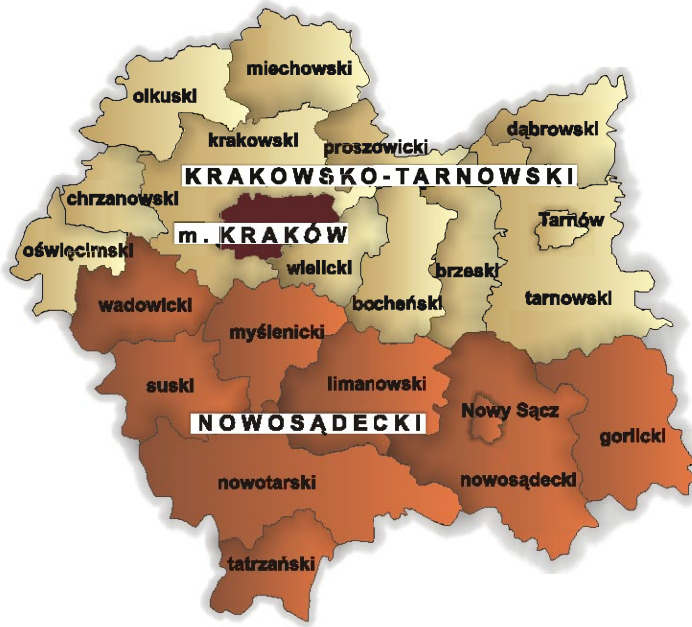 miechowski
olkuski
dąbrowski
krakowski
proszowicki
KRAKOWSKO-TARNOWSKI
chrzanowski
Tarnów
m. KRAKÓW
oświęcimski
wielicki
brzeski
bocheński
tarnowski
wadowicki
myślenicki
suski
limanowski
Nowy Sącz
NOWOSĄDECKI
gorlicki
nowotarski
nowosądecki
tatrzański